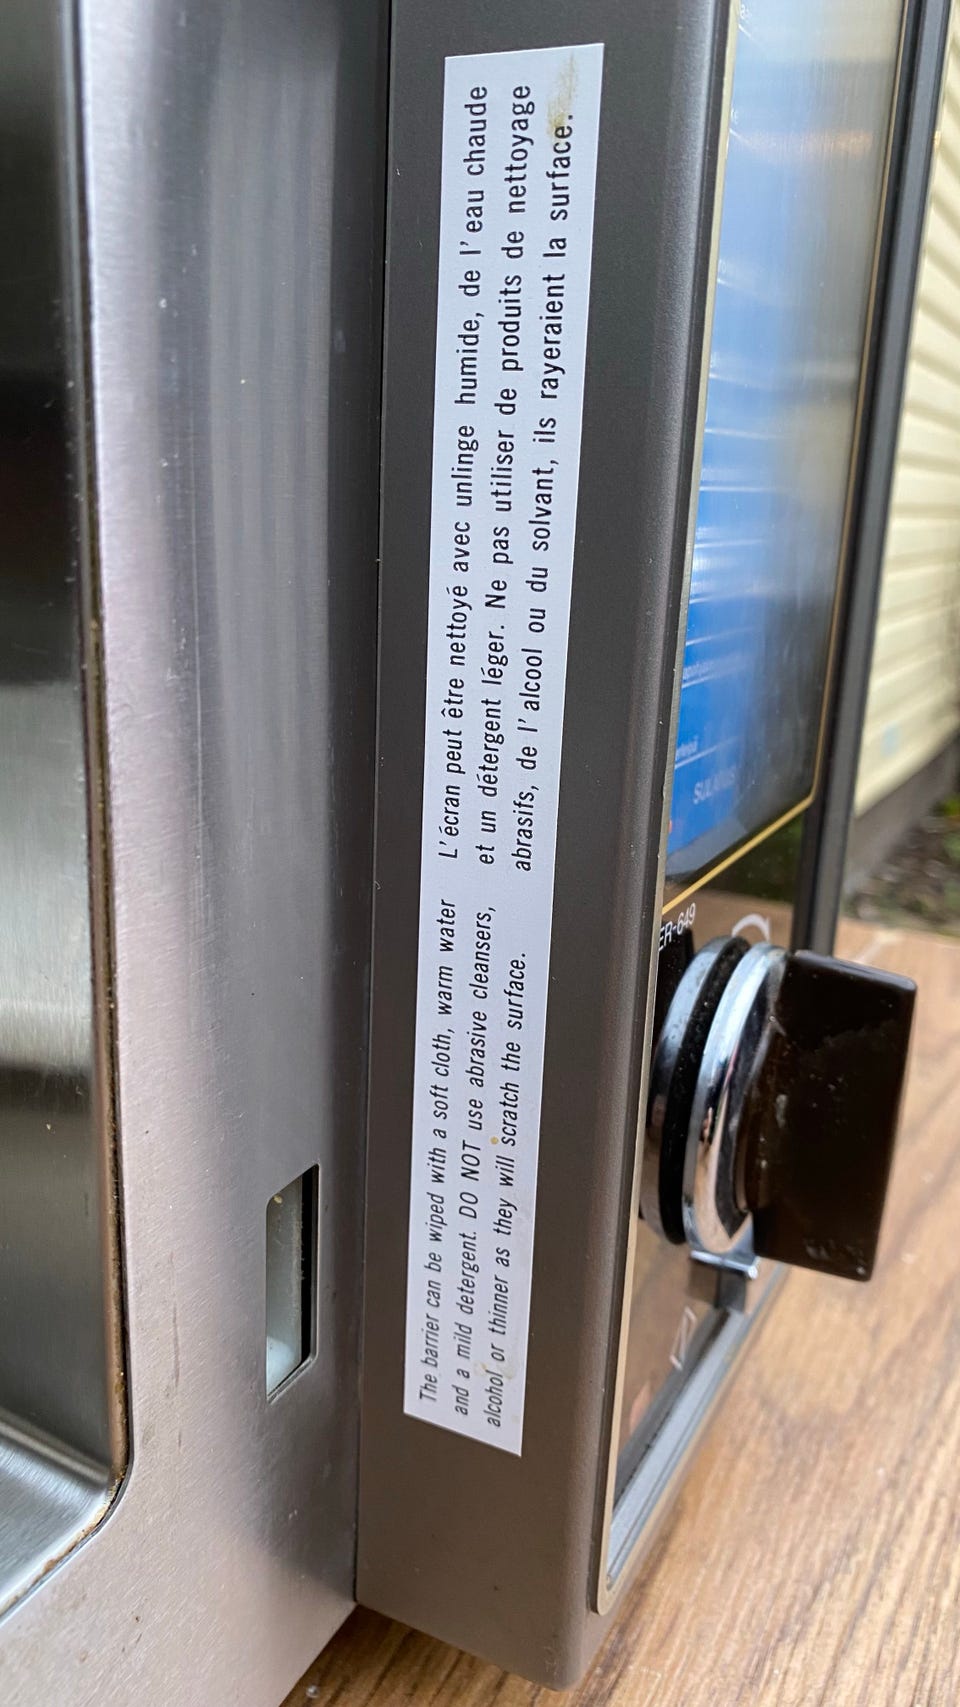 The barrier can be wiped with a soft cloth, warm water
and a mild detergent. DO NOT use abrasive cleansers,
alcohol or thinner as they will scratch the surface.
L'écran peut être nettoyé avec unlinge humide, de l'eau chaude
et un détergent léger. Ne pas utiliser de produits de nettoyage
abrasifs, de l'alcool ou du solvant, ils rayeraient la surface.
ER-649